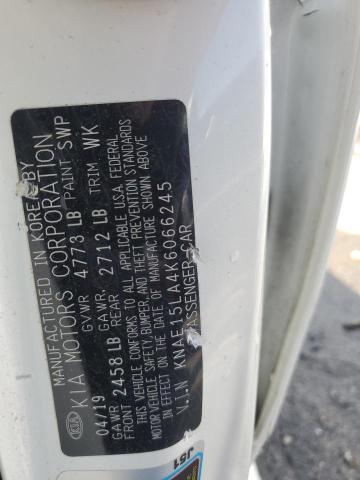 MANUFACTURED IN KOREA BY
KIA MOTORS CORPORATION
KIA
04/19 GVWR 4773 LB PAINT SWP
GAWR 2458 LB GAWR 2712 LB TRIM WK
FRONT REAR
THIS VEHICLE CONFORMS TO ALL APPLICABLE U.S.A. FEDERAL
MOTOR VEHICLE SAFETY, BUMPER, AND THEFT PREVENTION STANDARDS
IN EFFECT ON THE DATE OF MANUFACTURE SHOWN ABOVE
V.I.N KNAE15LA4K6066245
PASSENGER CAR
JS1